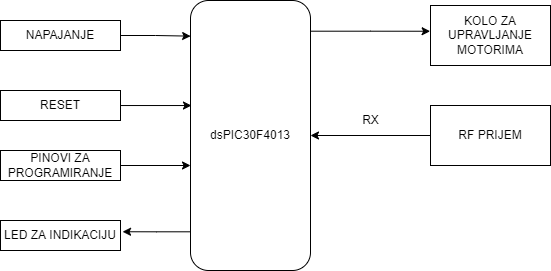 NAPAJANJE
RESET
PINOVI ZA
PROGRAMIRANJE
LED ZA INDIKACIJU
dsPIC30F4013
KOLO ZA
UPRAVLJANJE
MOTORIMA
RX
RF PRIJEM